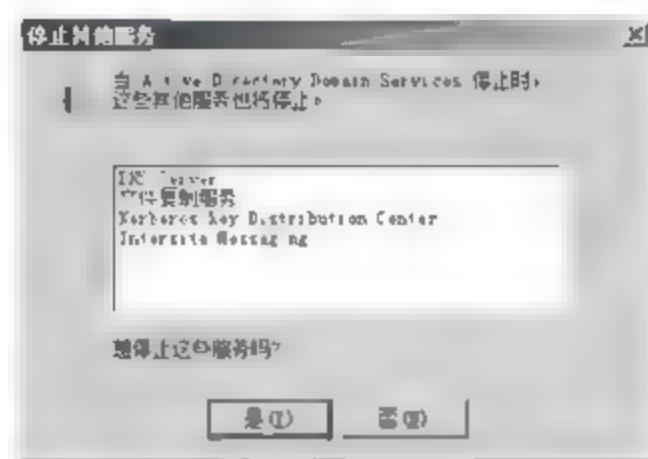 停止其他服务
当 Active Directory Domain Services 停止时，
这些其他服务也将停止。
DNS Server
文件复制服务
Kerberos Key Distribution Center
Intersite Messaging
想停止这些服务吗?
是(Y) 否(N)